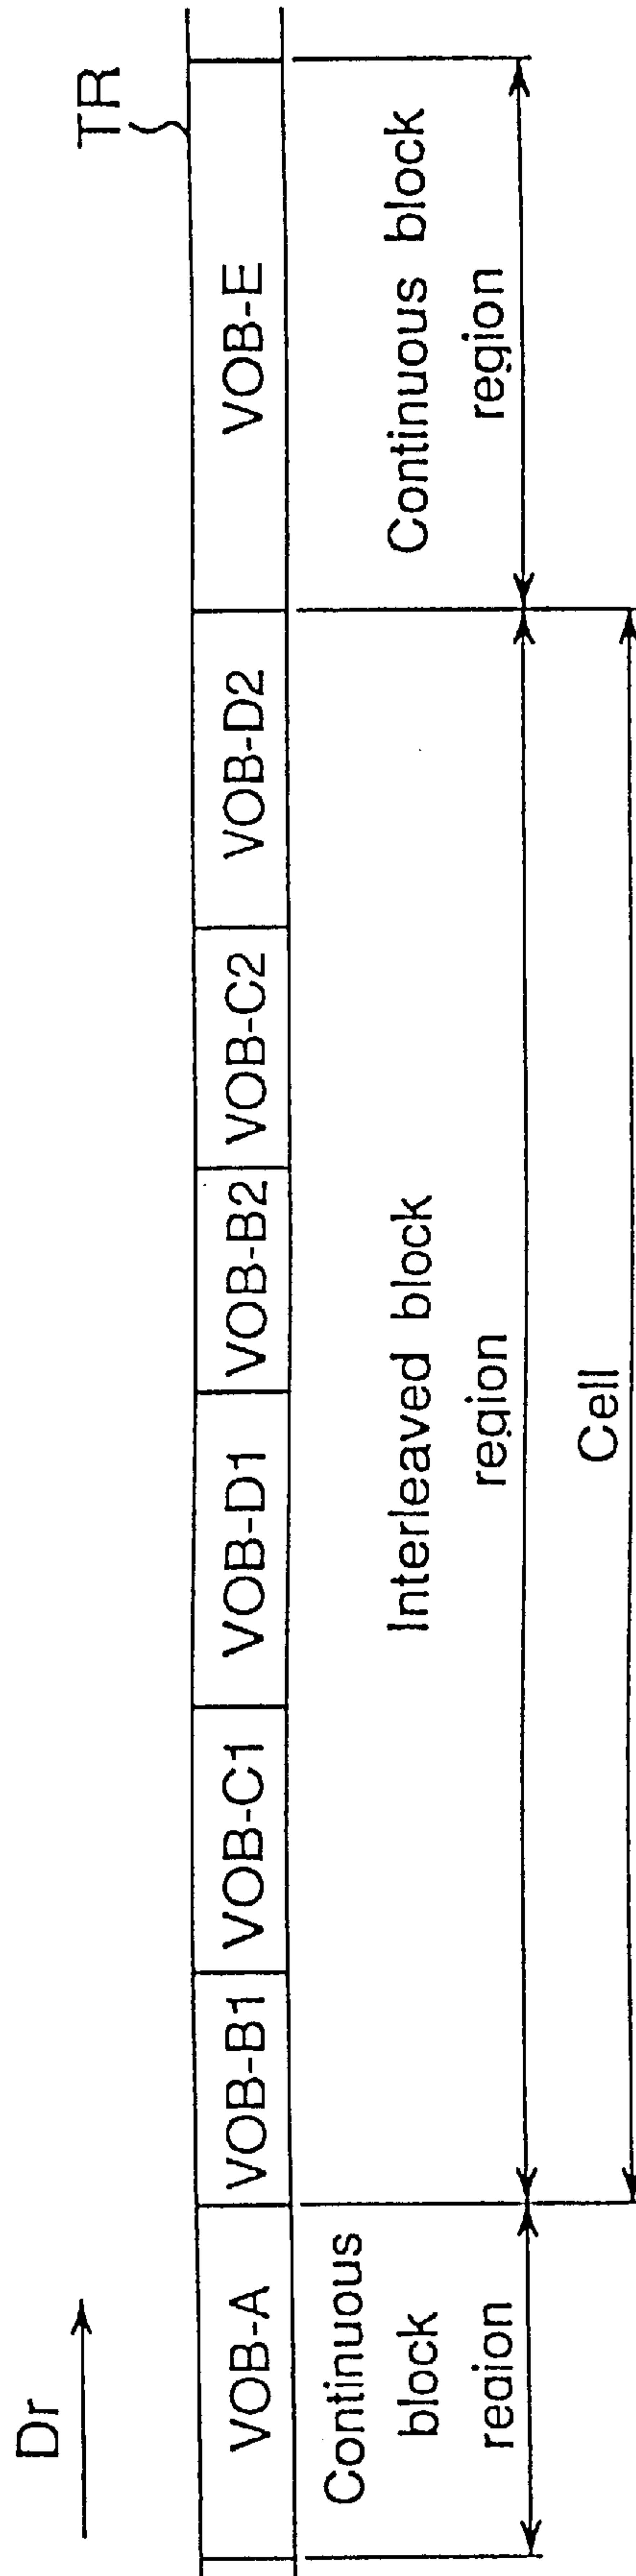 Dr
TR
VOB-A
VOB-B1
VOB-C1
VOB-D1
VOB-B2
VOB-C2
VOB-D2
VOB-E
Continuous
block
region
Interleaved block
region
Continuous block
region
Cell